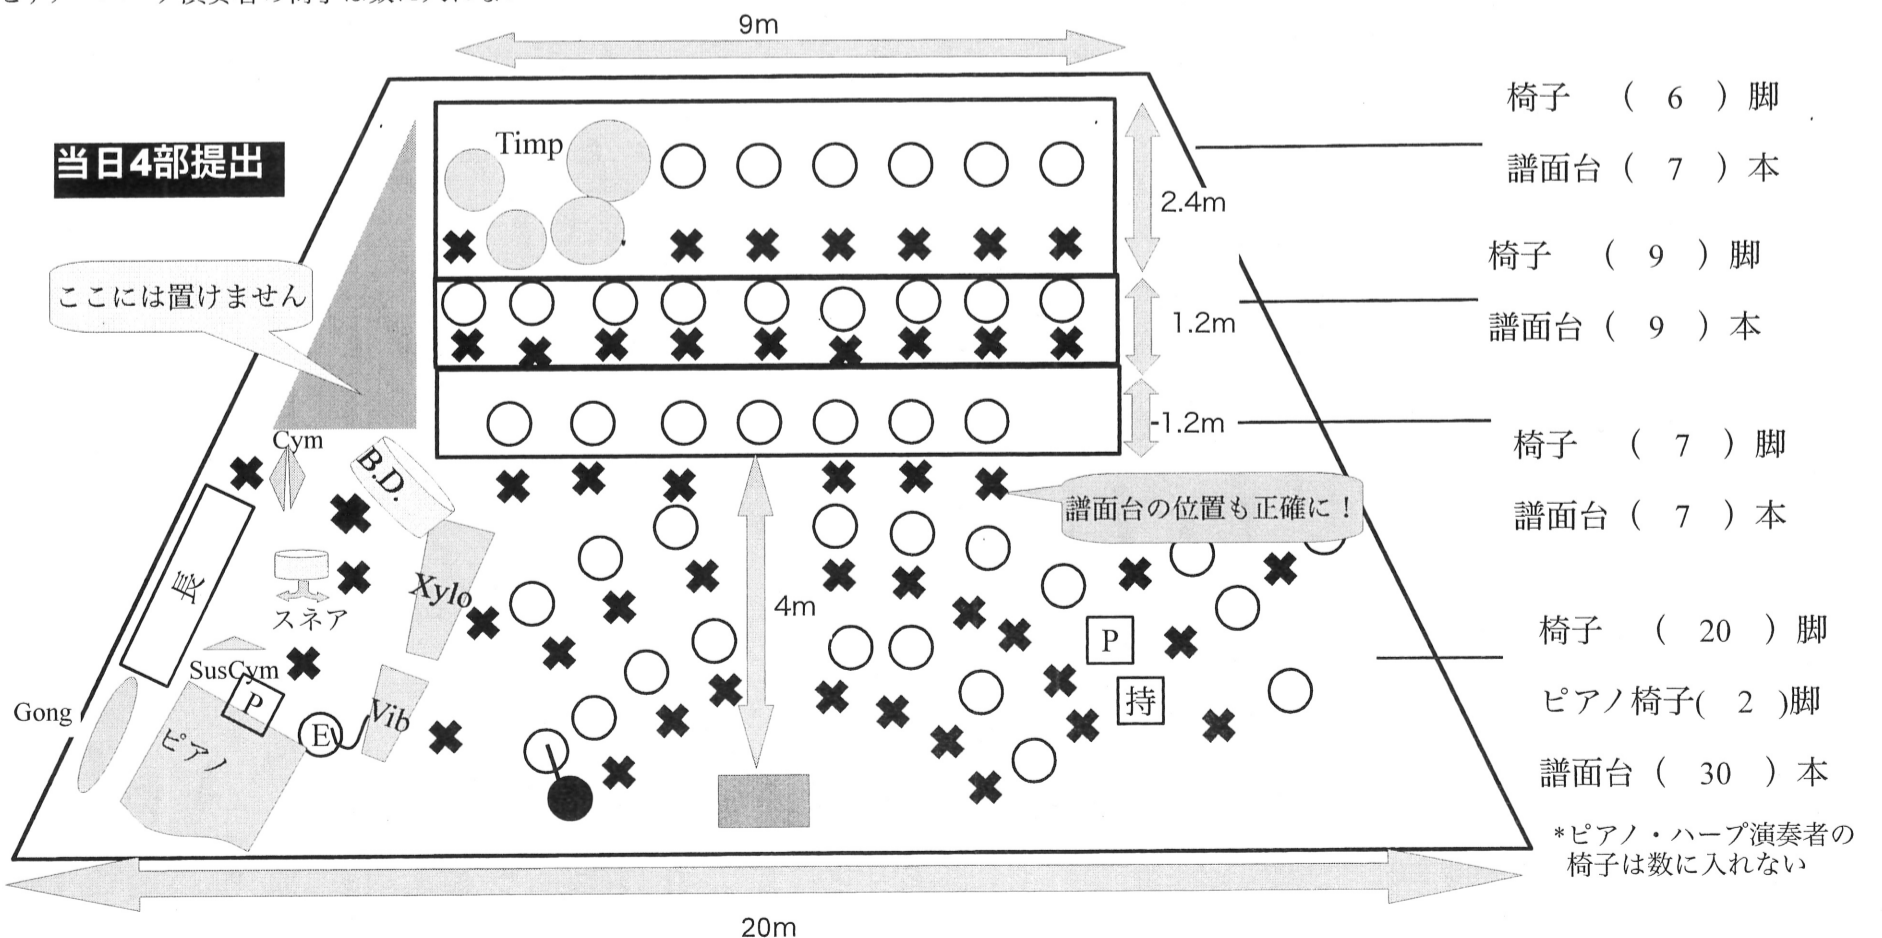 9m
当日4部提出
Timp
2.4m
ここには置けません
1.2m
-1.2m
椅子 ( 6 ) 脚
譜面台 ( 7 ) 本
椅子 ( 9 ) 脚
譜面台 ( 9 ) 本
椅子 ( 7 ) 脚
譜面台 ( 7 ) 本
椅子 ( 20 ) 脚
ピアノ椅子( 2 )脚
譜面台 ( 30 ) 本
*ピアノ・ハープ演奏者の
椅子は数に入れない
Cym
B.D.
譜面台の位置も正確に！
長
スネア
Xylo
4m
P
持
SusCym
P
Gong
ピアノ
E
Vib
20m